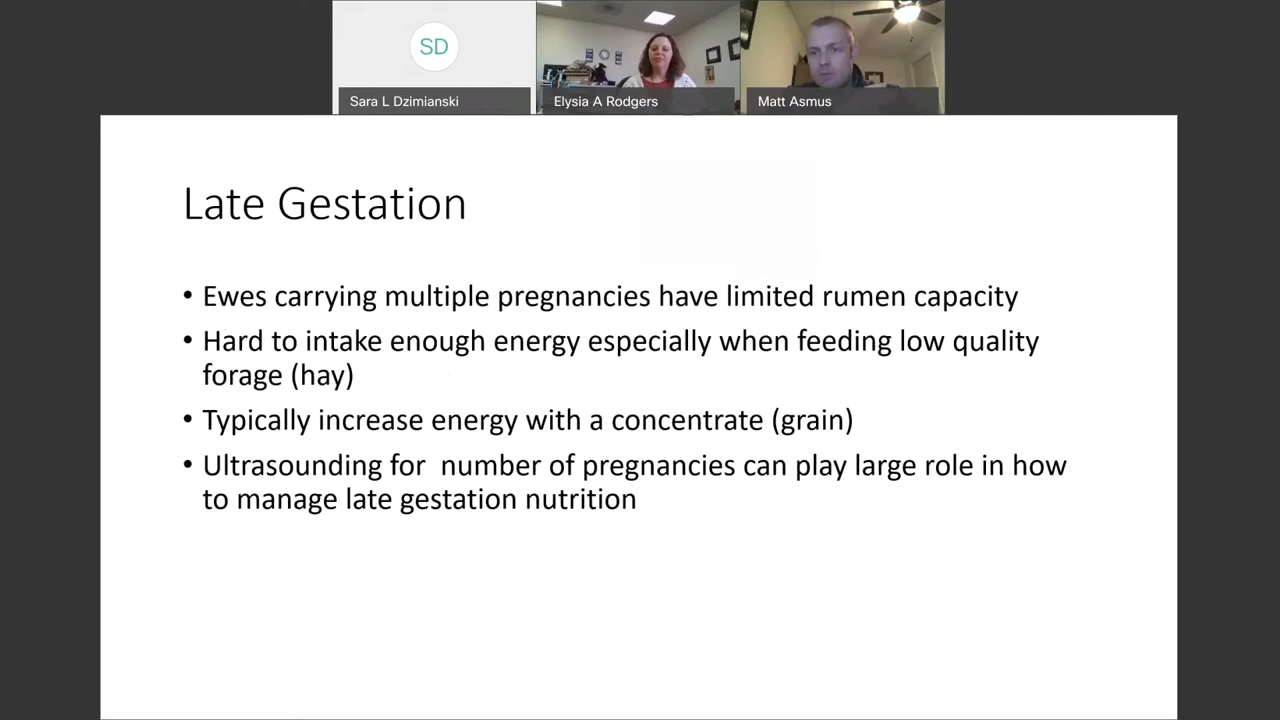 SD
Sara L Dzimianski
Elysia A Rodgers
Matt Asmus
Late Gestation
• Ewes carrying multiple pregnancies have limited rumen capacity
• Hard to intake enough energy especially when feeding low quality
forage (hay)
• Typically increase energy with a concentrate (grain)
• Ultrasounding for  number of pregnancies can play large role in how
to manage late gestation nutrition